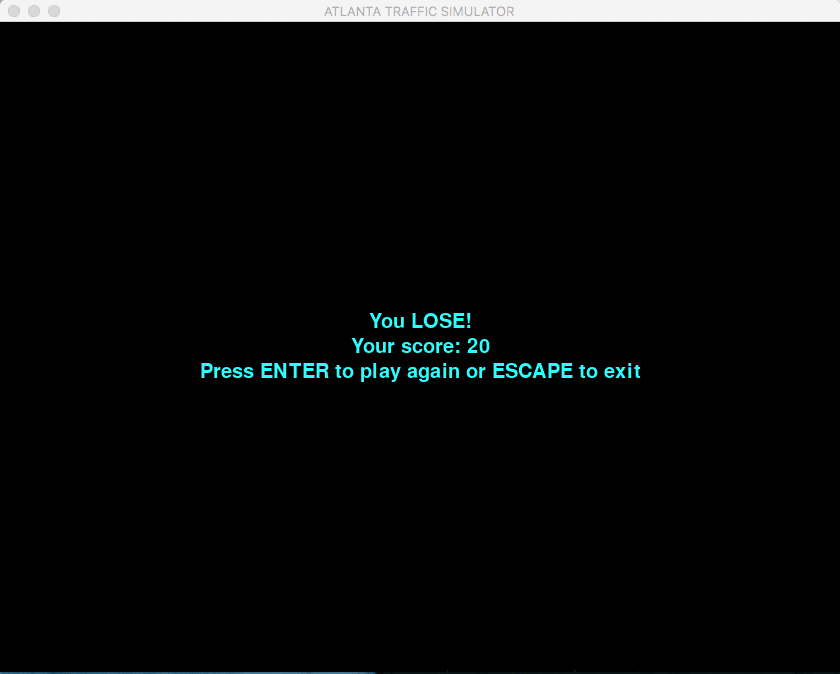 ATLANTA TRAFFIC SIMULATOR
You LOSE!
Your score: 20
Press ENTER to play again or ESCAPE to exit